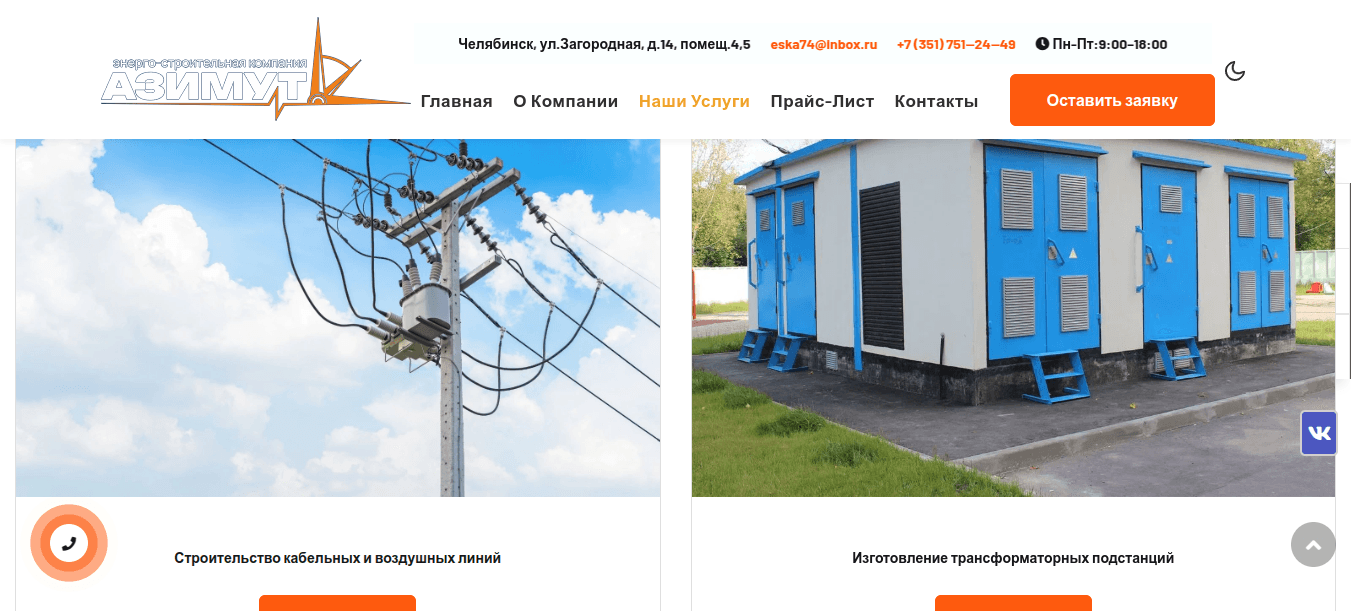 Челябинск, ул.Загородная, д.14, помещ.4,5 eska74@inbox.ru +7 (351) 751–24–49 Пн-Пт:9:00-18:00
энерго-строительная компания
АЗИМУТ
Главная О Компании Наши Услуги Прайс-Лист Контакты Оставить заявку
Строительство кабельных и воздушных линий
Изготовление трансформаторных подстанций